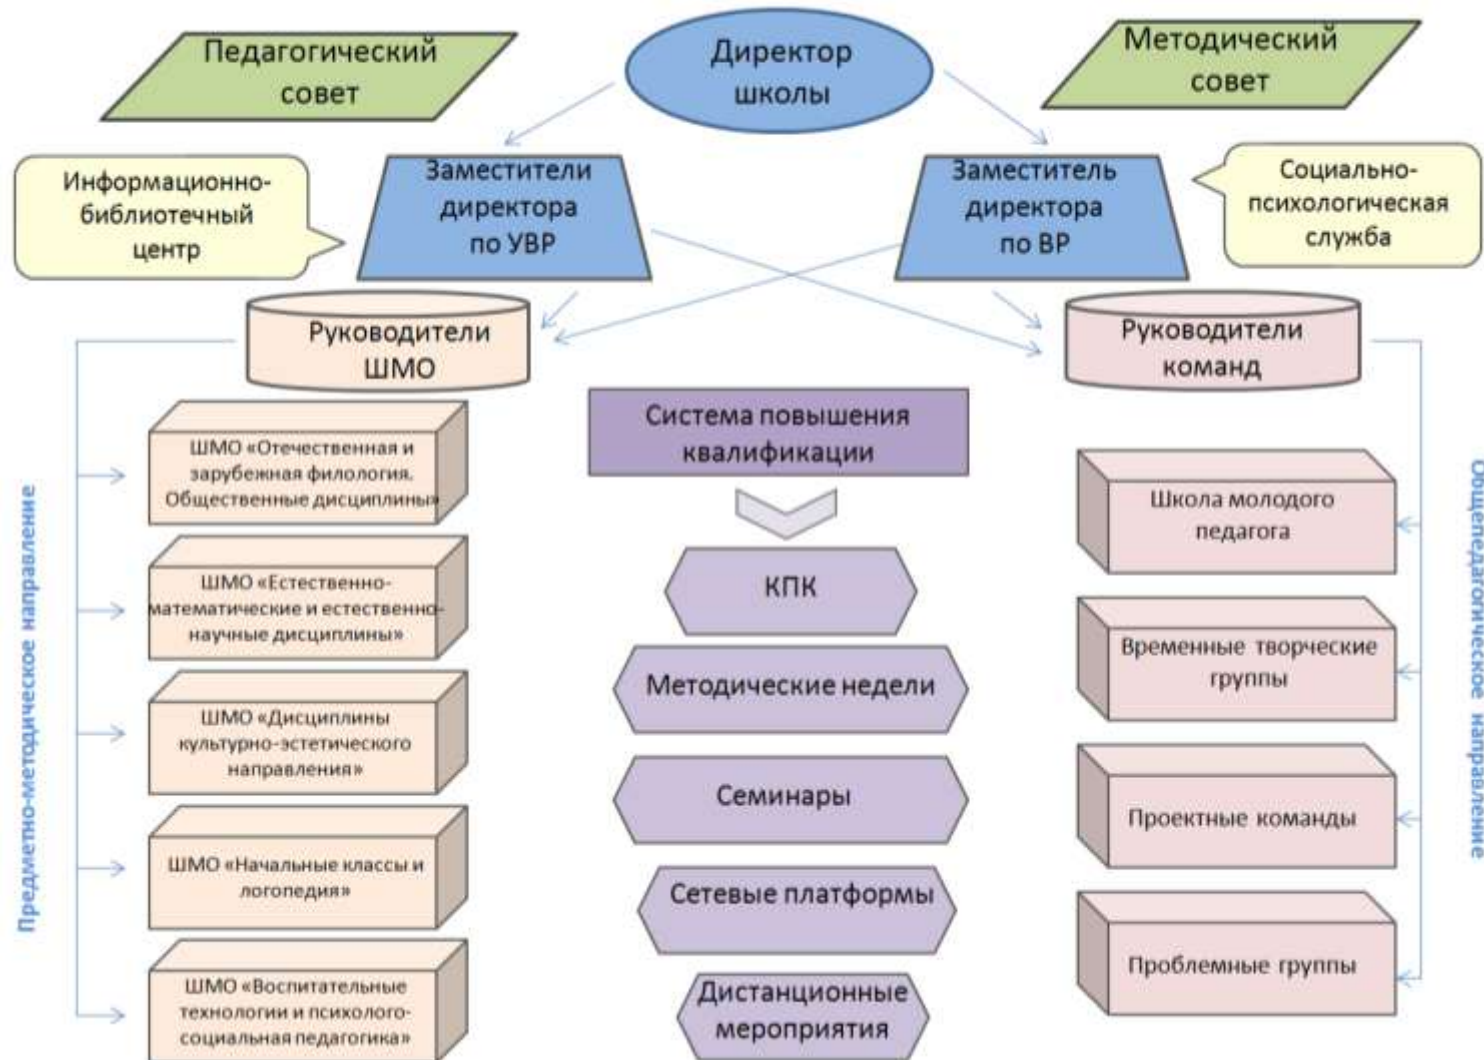 Педагогический
совет
Директор
школы
Методический
совет
Информационно-
библиотечный
центр
Заместители
директора
по УВР
Заместитель
директора
по ВР
Социально-
психологическая
служба
Руководители
ШМО
Руководители
команд
Предметно-методическое направление
ШМО «Отечественная и
зарубежная филология.
Общественные дисциплины»
ШМО «Естественно-
математические и естественно-
научные дисциплины»
ШМО «Дисциплины
культурно-эстетического
направления»
ШМО «Начальные классы и
логопедия»
ШМО «Воспитательные
технологии и психолого-
социальная педагогика»
Система повышения
квалификации
КПК
Методические недели
Семинары
Сетевые платформы
Дистанционные
мероприятия
Школа молодого
педагога
Временные творческие
группы
Проектные команды
Проблемные группы
Общепедагогическое направление